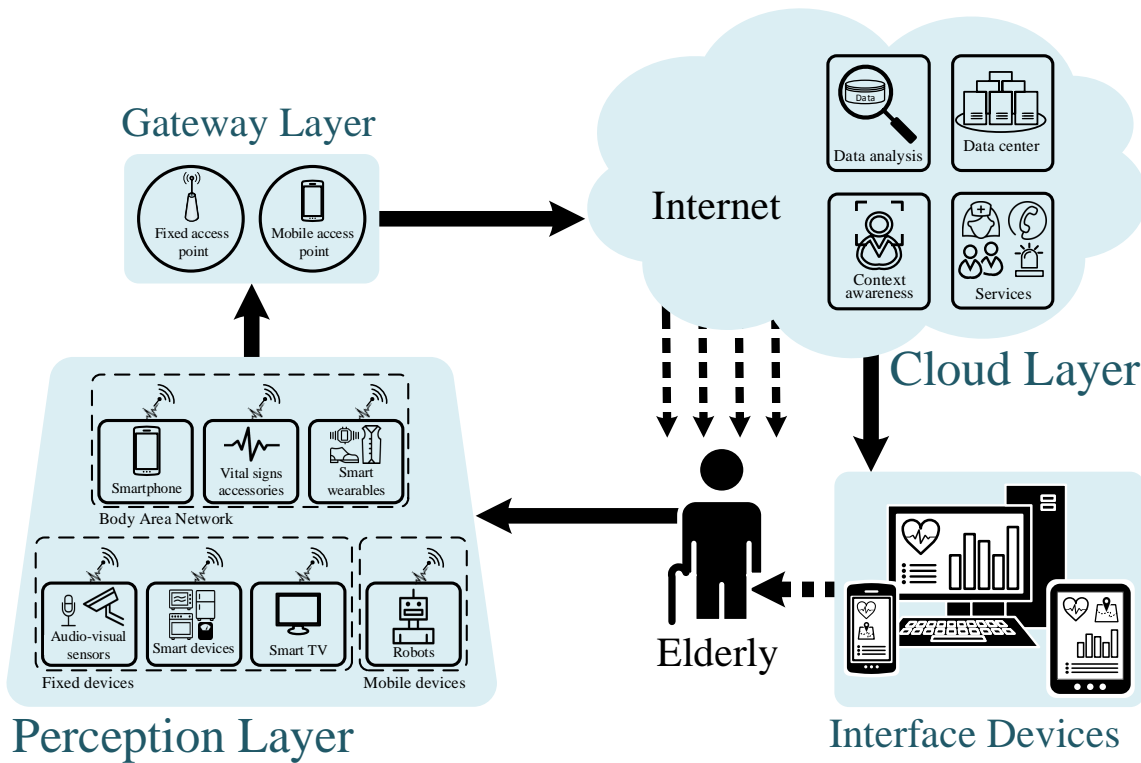 Gateway Layer
Fixed access
point
Mobile access
point
Internet
Data
Data analysis
Data center
Context
awareness
Services
Cloud Layer
Smartphone
Vital signs
accessories
Smart
wearables
Body Area Network
Audio-visual
sensors
Smart devices
Smart TV
Robots
Fixed devices
Mobile devices
Perception Layer
Elderly
Interface Devices